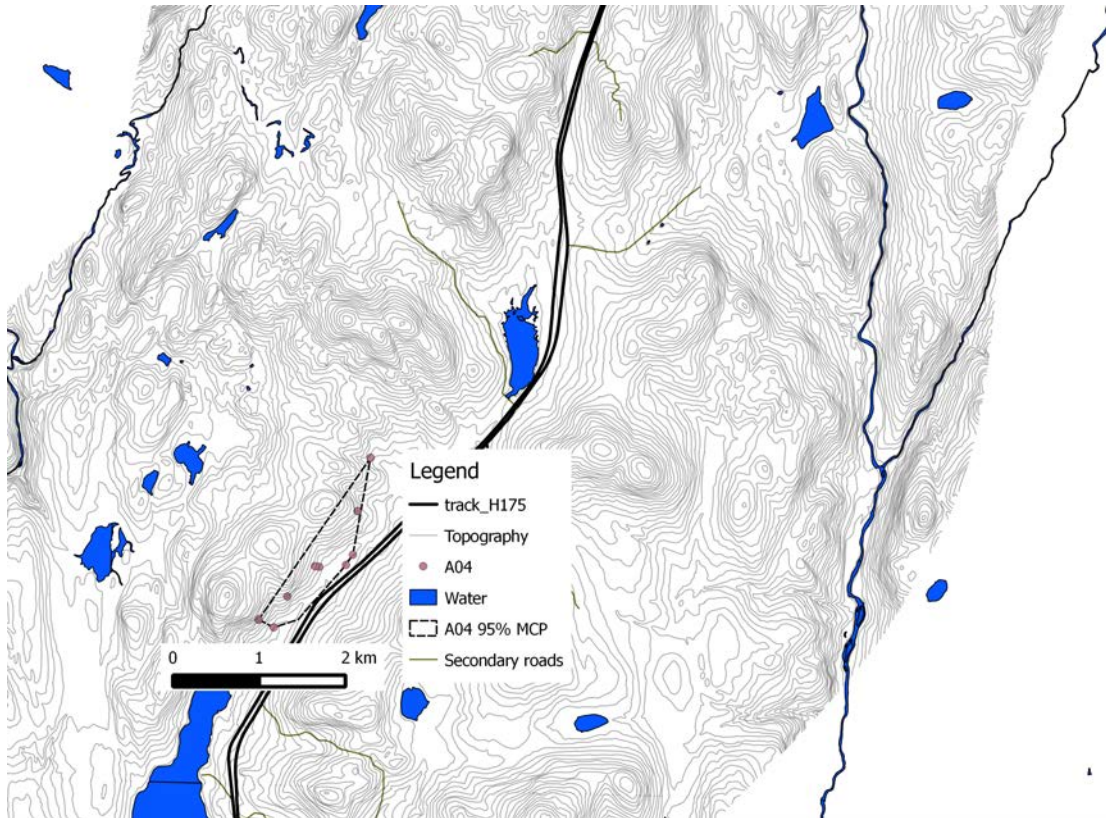 Legend
track_H175
Topography
A04
Water
A04 95% MCP
Secondary roads
0 1 2 km